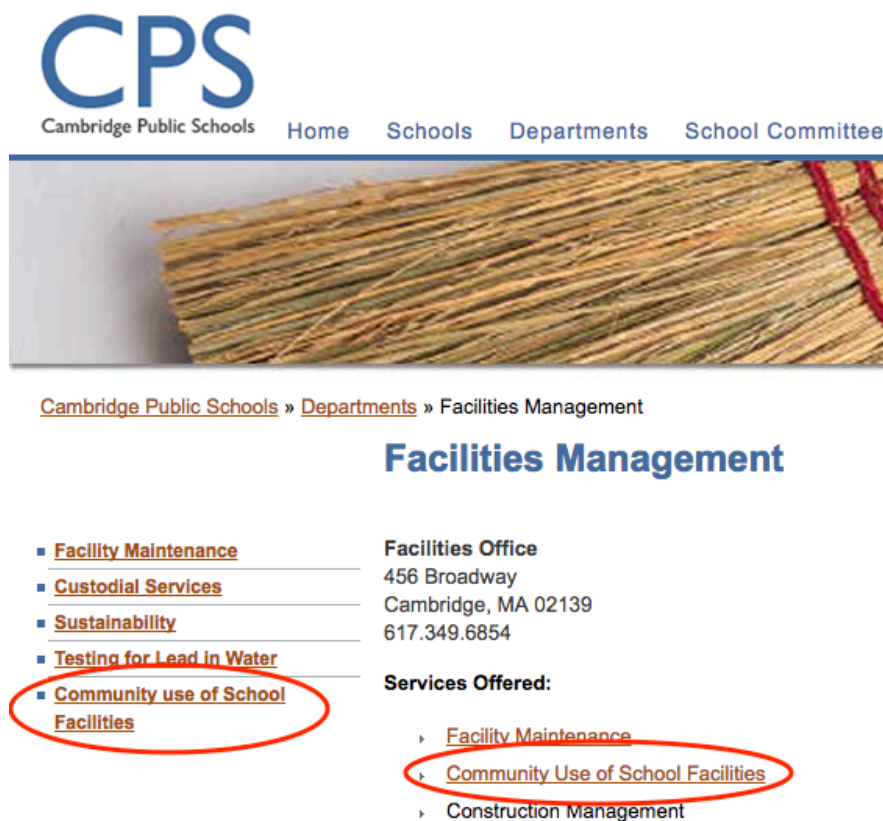 CPS
Cambridge Public Schools
Home Schools Departments School Committee
Cambridge Public Schools » Departments » Facilities Management
Facilities Management
Facility Maintenance
Custodial Services
Sustainability
Testing for Lead in Water
Community use of School
Facilities
Facilities Office
456 Broadway
Cambridge, MA 02139
617.349.6854
Services Offered:
Facility Maintenance
Community Use of School Facilities
Construction Management